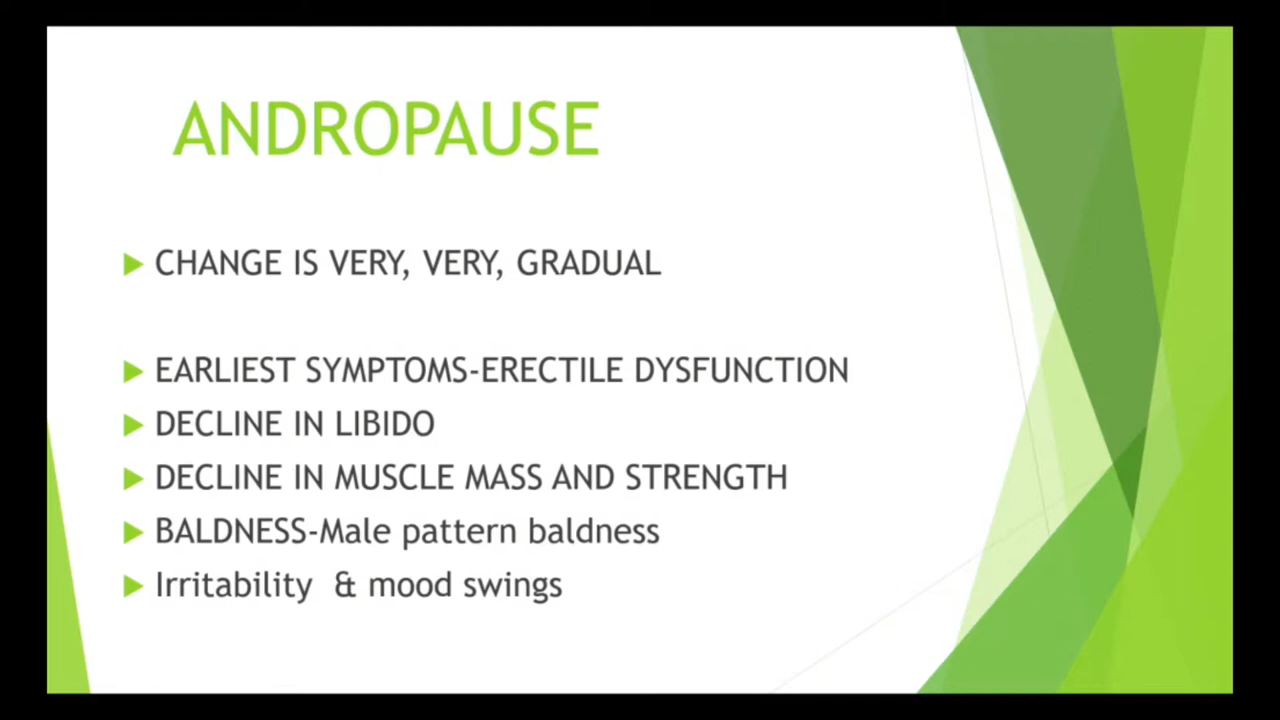 ANDROPAUSE
CHANGE IS VERY, VERY, GRADUAL
EARLIEST SYMPTOMS-ERECTILE DYSFUNCTION
DECLINE IN LIBIDO
DECLINE IN MUSCLE MASS AND STRENGTH
BALDNESS-Male pattern baldness
Irritability & mood swings